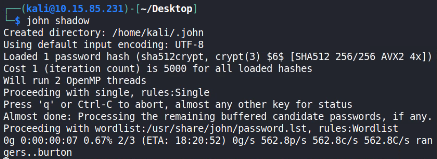 ┌──(kali@10.15.85.231)-[~/Desktop]
└─$ john shadow
Created directory: /home/kali/.john
Using default input encoding: UTF-8
Loaded 1 password hash (sha512crypt, crypt(3) $6$ [SHA512 256/256 AVX2 4x])
Cost 1 (iteration count) is 5000 for all loaded hashes
Will run 2 OpenMP threads
Proceeding with single, rules:Single
Press 'q' or Ctrl-C to abort, almost any other key for status
Almost done: Processing the remaining buffered candidate passwords, if any.
Proceeding with wordlist:/usr/share/john/password.lst, rules:Wordlist
0g 0:00:00:07 0.67% 2/3 (ETA: 18:20:52) 0g/s 562.8p/s 562.8c/s 562.8C/s ran
gers..burton